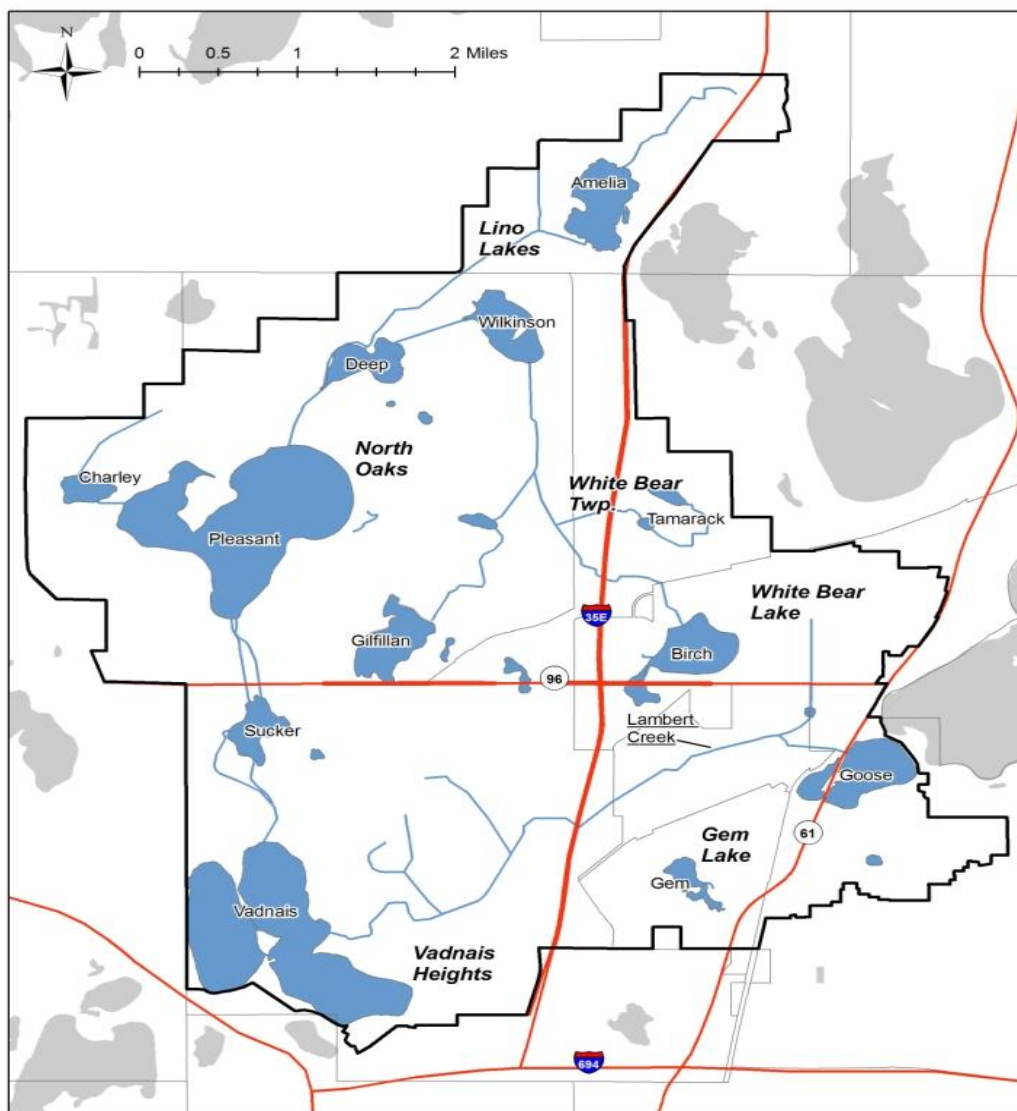 N
0 0.5 1 2 Miles
Amelia
Lino
Lakes
Wilkinson
Deep
North
Oaks
Charley
White Bear
Twp.
Tamarack
Pleasant
White Bear
Lake
35E
Gilfillan
Birch
96
Sucker
Lambert
Creek
Goose
61
Gem
Lake
Gem
Vadnais
Vadnais
Heights
694